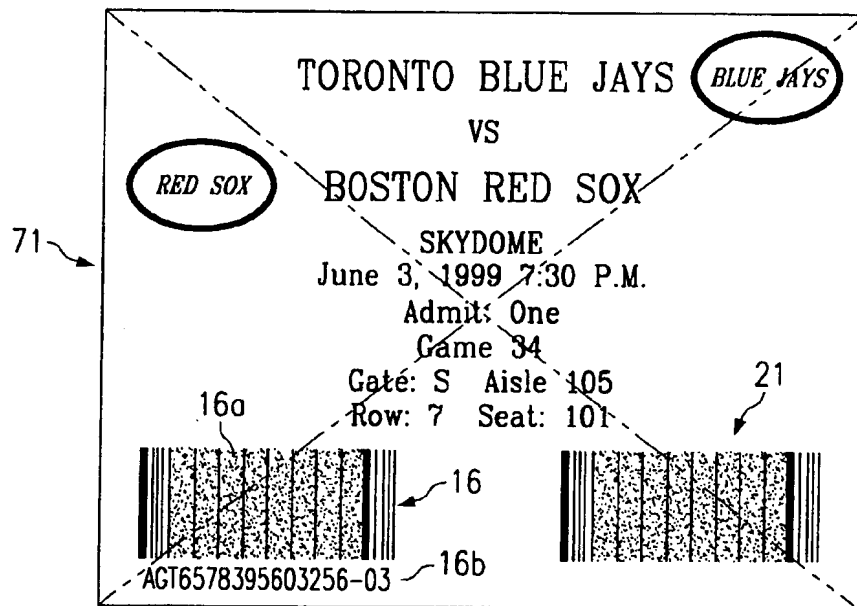 TORONTO BLUE JAYS
BLUE JAYS
VS
RED SOX
BOSTON RED SOX
71
SKYDOME
June 3, 1999 7:30 P.M.
Admit: One
Game 34
Gate: S Aisle 105
Row: 7 Seat: 101
16a
21
16
AGT6578395603256-03
16b